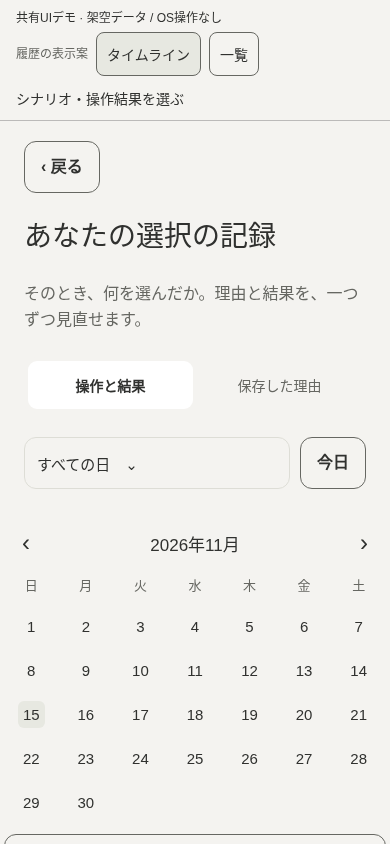 共有UIデモ · 架空データ / OS操作なし
履歴の表示案 タイムライン 一覧
シナリオ・操作結果を選ぶ
‹ 戻る
あなたの選択の記録
そのとき、何を選んだか。理由と結果を、一つ
ずつ見直せます。
操作と結果 保存した理由
すべての日 ⌄ 今日
‹ 2026年11月 ›
日 月 火 水 木 金 土
1 2 3 4 5 6 7
8 9 10 11 12 13 14
15 16 17 18 19 20 21
22 23 24 25 26 27 28
29 30